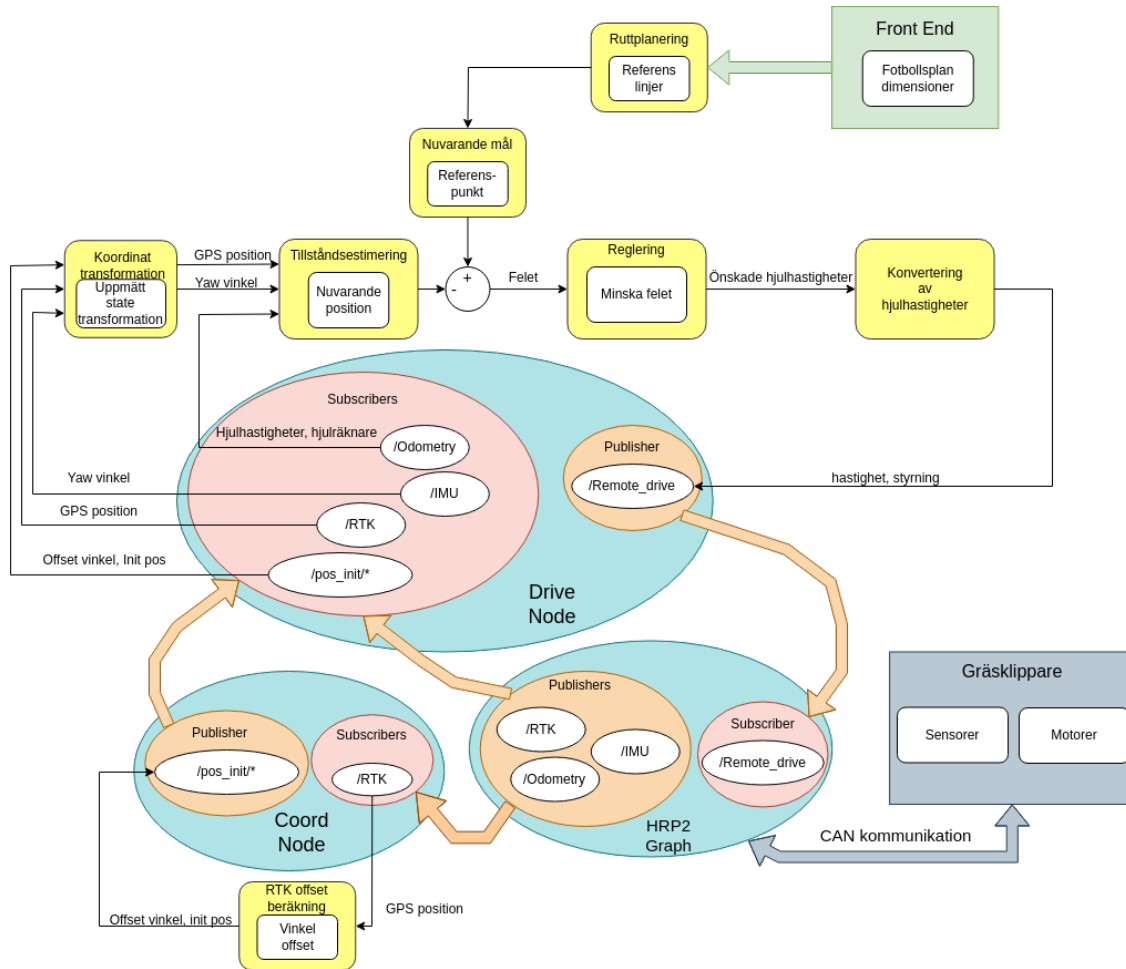 Front End
Fotbollsplan
dimensioner
Ruttplanering
Referens
linjer
Nuvarande mål
Referens-
punkt
Koordinat
transformation
Uppmätt
state
transformation
GPS position
Yaw vinkel
Tillståndsestimering
Nuvarande
position
+
-
Felet
Reglering
Minska felet
Önskade hjulhastigheter
Konvertering
av
hjulhastigheter
Subscribers
Hjulhastigheter, hjulräknare
/Odometry
Publisher
/Remote_drive
hastighet, styrning
Yaw vinkel
/IMU
GPS position
/RTK
Offset vinkel, Init pos
/pos_init/*
Drive
Node
Publisher
/pos_init/*
Subscribers
/RTK
Coord
Node
Publishers
/RTK
/IMU
/Odometry
Subscriber
/Remote_drive
HRP2
Graph
Gräsklippare
Sensorer
Motorer
CAN kommunikation
RTK offset
beräkning
Vinkel
offset
Offset vinkel, init pos
GPS position